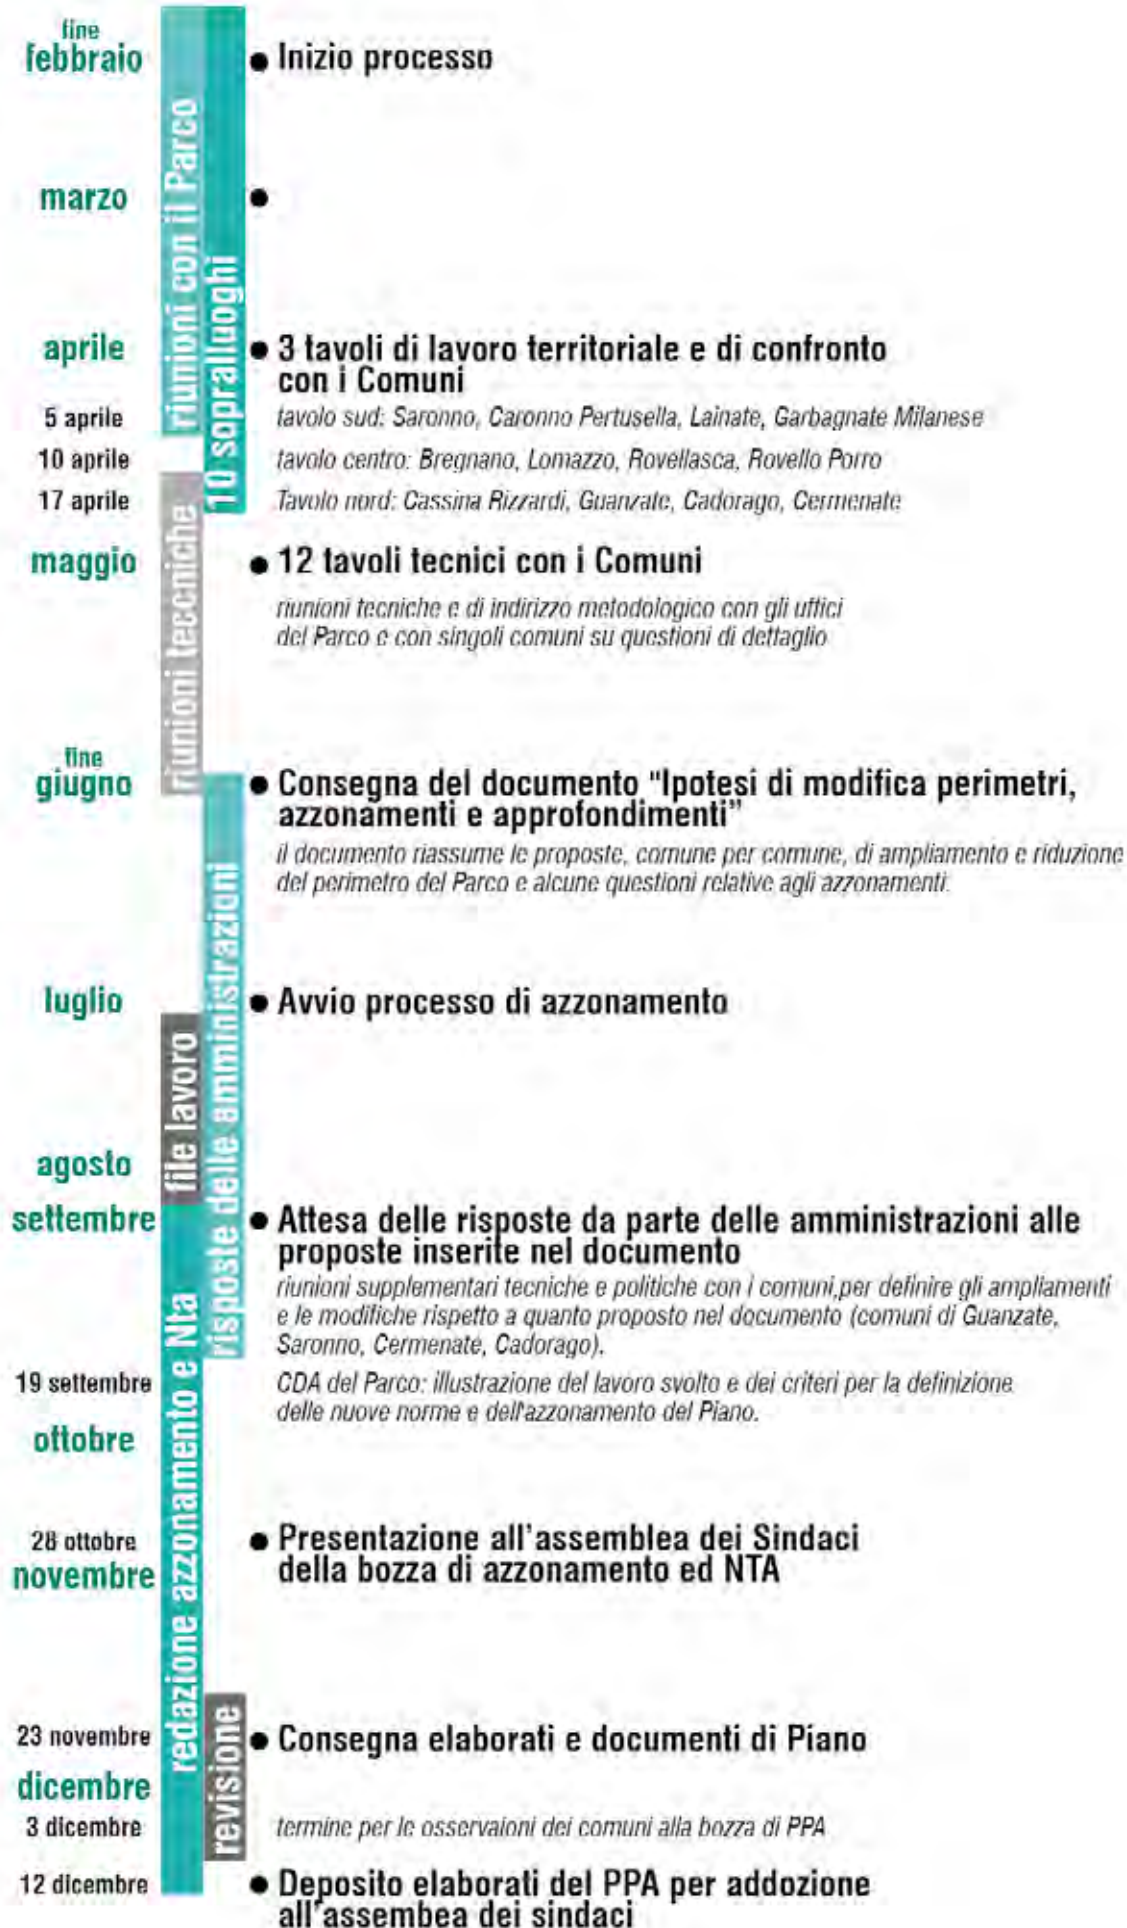 fine
febbraio
Inizio processo
riunioni con il Parco
10 sopralluoghi
marzo
aprile
3 tavoli di lavoro territoriale e di confronto
con i Comuni
5 aprile
tavolo sud: Saronno, Caronno Pertusella, Lainate, Garbagnate Milanese
10 aprile
tavolo centro: Bregnano, Lomazzo, Rovellasca, Rovello Porro
17 aprile
Tavolo nord: Cassina Rizzardi, Guanzate, Cadorago, Cermenate
riunioni tecniche
maggio
12 tavoli tecnici con i Comuni
riunioni tecniche e di indirizzo metodologico con gli uffici
del Parco e con singoli comuni su questioni di dettaglio
fine
giugno
Consegna del documento "Ipotesi di modifica perimetri,
azzonamenti e approfondimenti"
il documento riassume le proposte, comune per comune, di ampliamento e riduzione
del perimetro del Parco e alcune questioni relative agli azzonamenti.
risposte delle amministrazioni
luglio
Avvio processo di azzonamento
file lavoro
agosto
settembre
Attesa delle risposte da parte delle amministrazioni alle
proposte inserite nel documento
riunioni supplementari tecniche e politiche con i comuni,per definire gli ampliamenti
e le modifiche rispetto a quanto proposto nel documento (comuni di Guanzate,
Saronno, Cermenate, Cadorago).
redazione azzonamento e Nta
19 settembre
CDA del Parco: illustrazione del lavoro svolto e dei criteri per la definizione
delle nuove norme e dell'azzonamento del Piano.
ottobre
28 ottobre
Presentazione all'assemblea dei Sindaci
della bozza di azzonamento ed NTA
novembre
revisione
23 novembre
Consegna elaborati e documenti di Piano
dicembre
3 dicembre
termine per le osservaioni dei comuni alla bozza di PPA
12 dicembre
Deposito elaborati del PPA per addozione
all'assembea dei sindaci